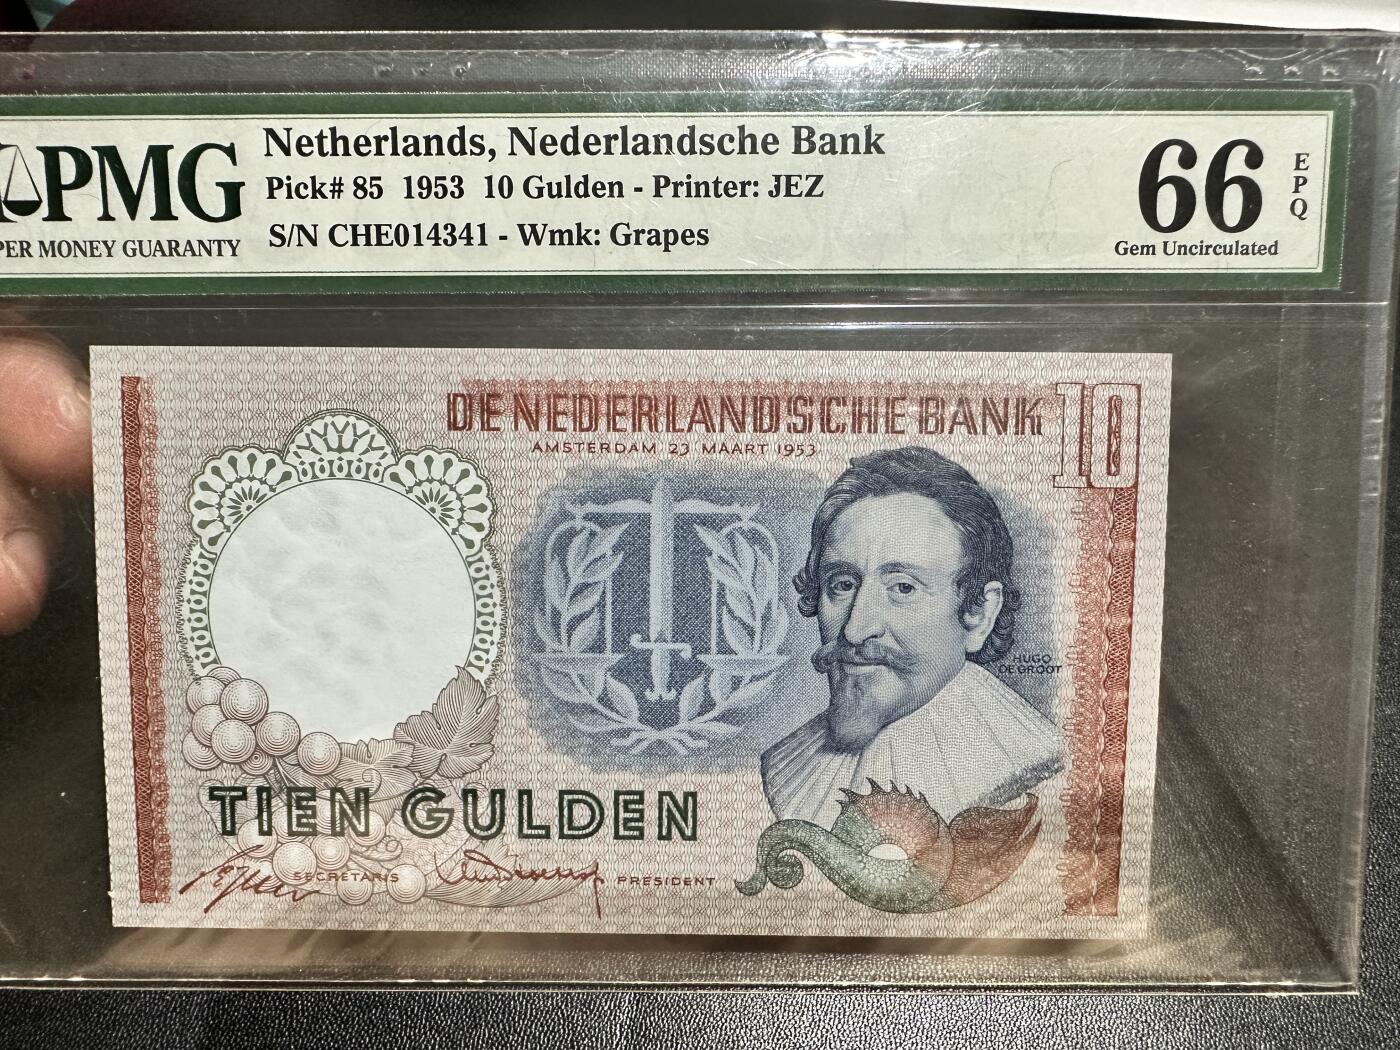 PMG
PER MONEY GUARANTY
Netherlands, Nederlandsche Bank
Pick# 85 1953 10 Gulden - Printer: JEZ
S/N CHE014341 - Wmk: Grapes
66
EPQ
Gem Uncirculated
DE NEDERLANDSCHE BANK
10
AMSTERDAM 23 MAART 1953
HUGO
DE GROOT
TIEN GULDEN
SECRETARIS
PRESIDENT